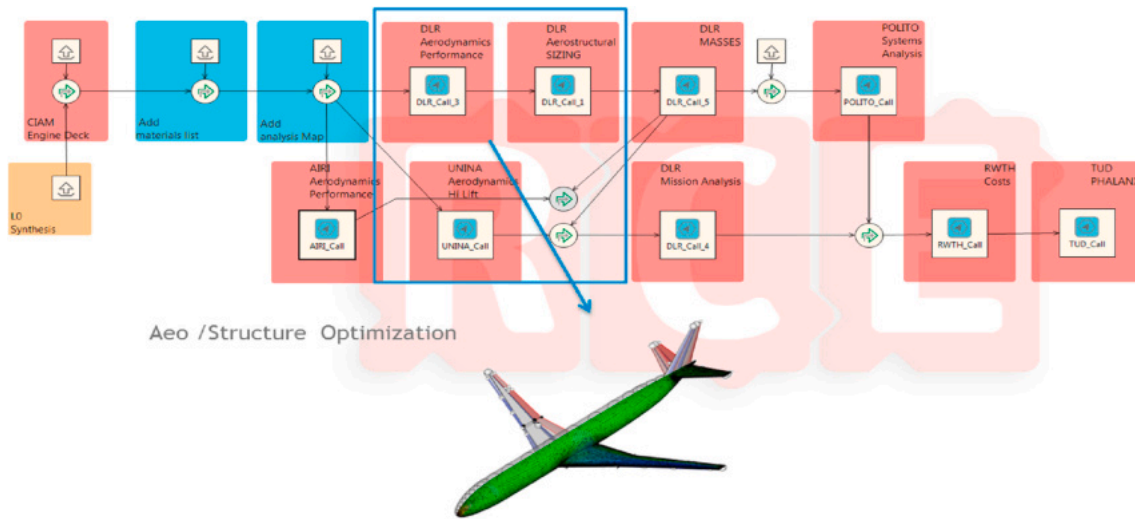 DLR
Aerodynamics
Performance
DLR
Aerostructural
SIZING
DLR
MASSES
POLITO
Systems
Analysis
DLR_Call_3
DLR_Call_1
DLR_Call_5
POLITO_Call
CIAM
Engine Deck
Add
materials list
Add
analysis Map
AIRI
Aerodynamics
Performance
UNINA
Aerodynamics
Hi Lift
DLR
Mission Analysis
RWTH
Costs
TUD
PHALANX
L0
Synthesis
AIRI_Call
UNINA_Call
DLR_Call_4
RWTH_Call
TUD_Call
RCE
Aeo /Structure Optimization